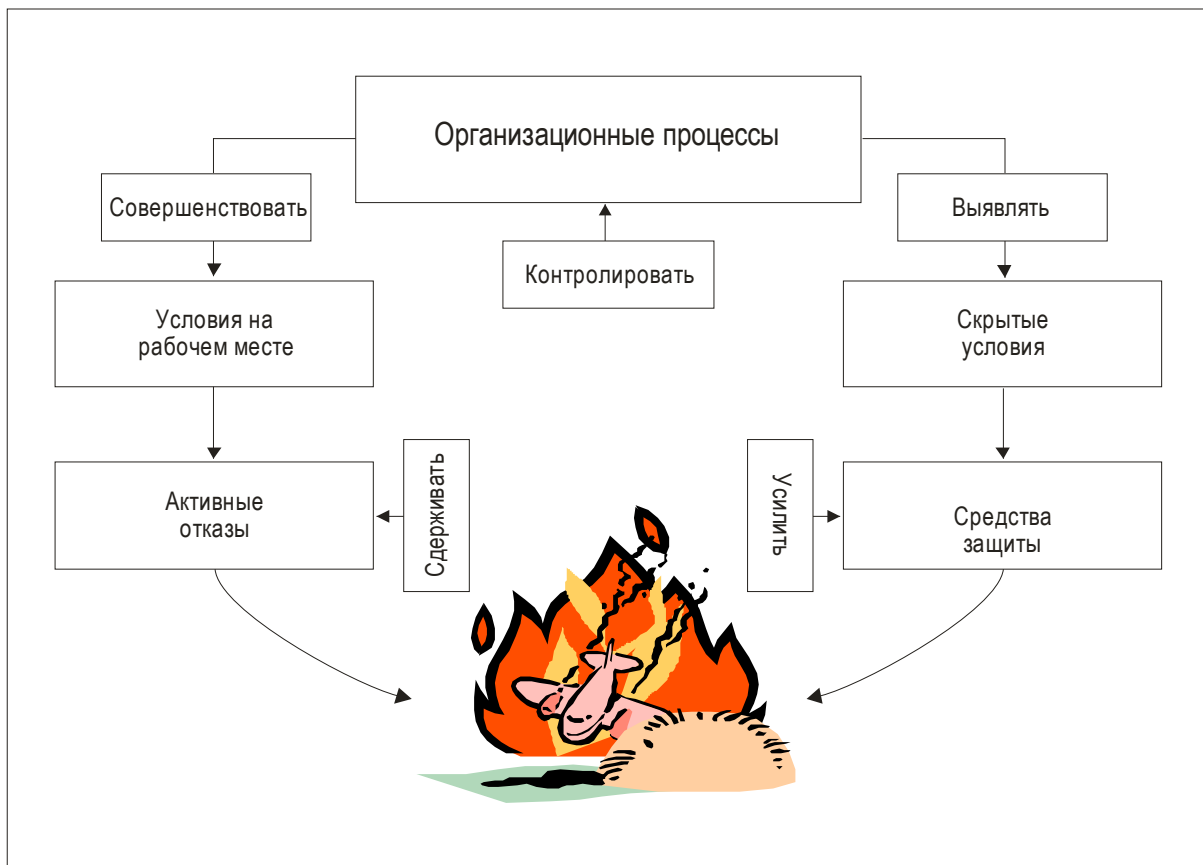 Организационные процессы
Совершенствовать
Выявлять
Контролировать
Условия на
рабочем месте
Скрытые
условия
Активные
отказы
Сдерживать
Усилить
Средства
защиты